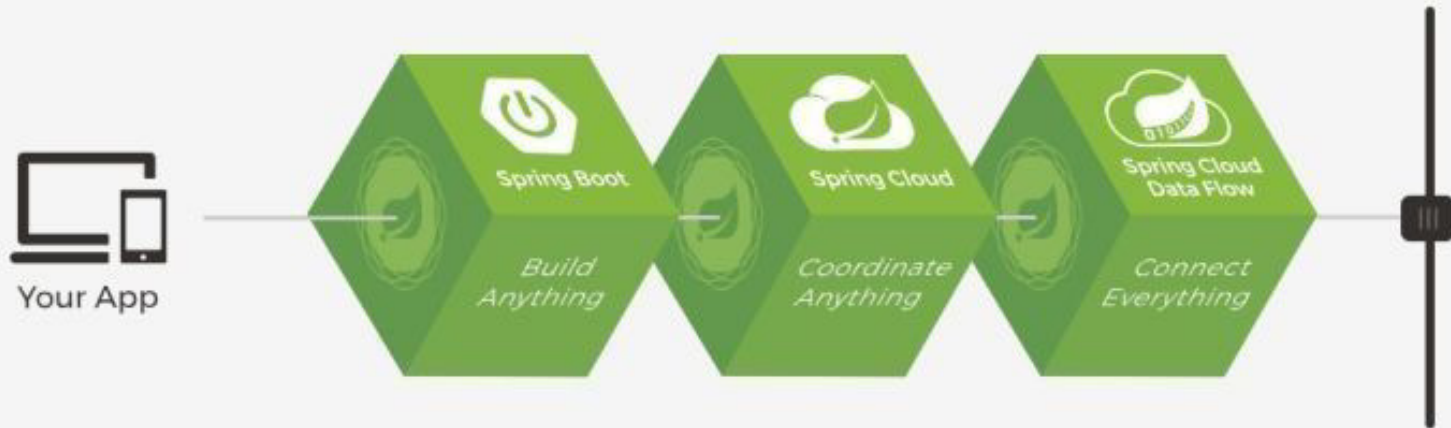 Your App
Spring Boot
Build
Anything
Spring Cloud
Coordinate
Anything
Spring Cloud
Data Flow
Connect
Everything